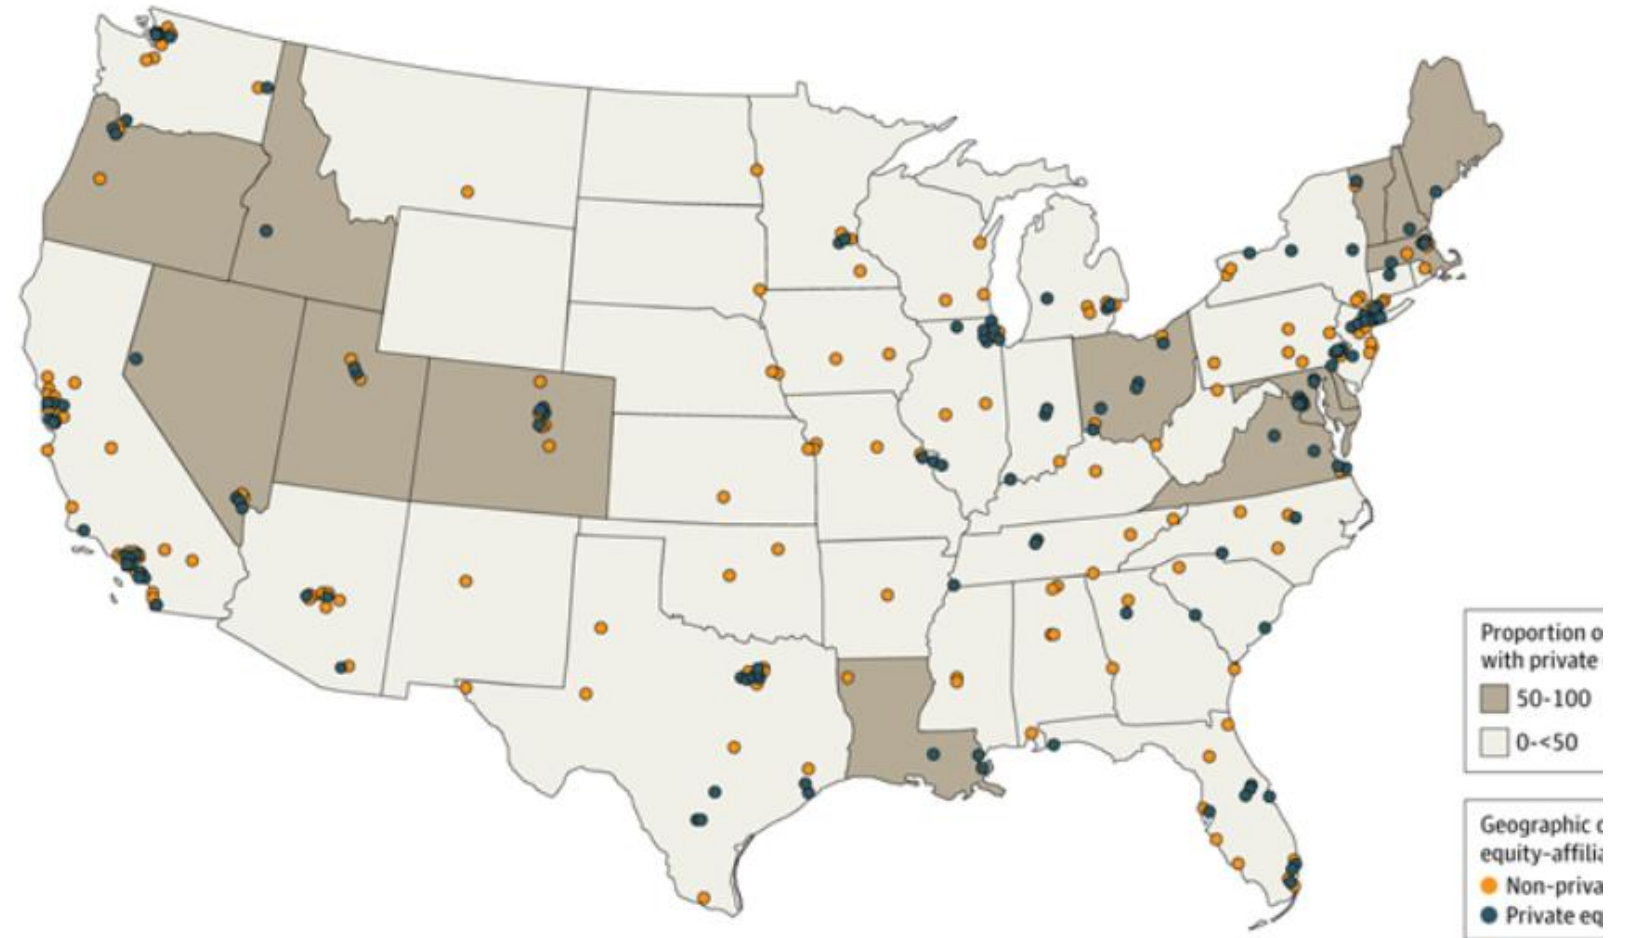 Proportion o
with private
50-100
0-<50
Geographic
equity-affilia
Non-priva
Private eq